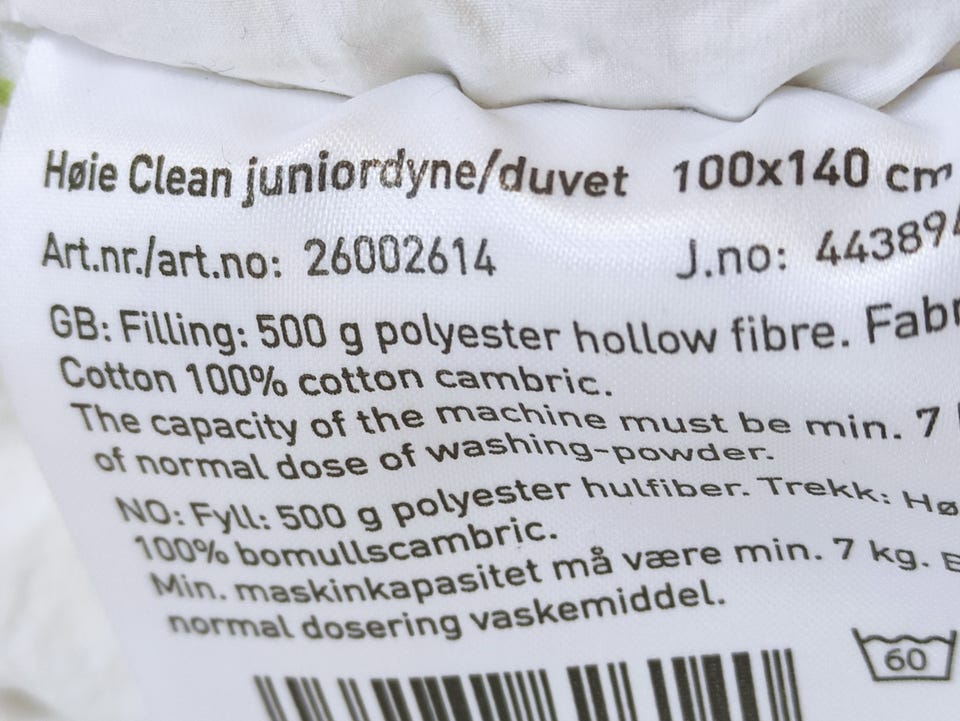 Høie Clean juniordyne/duvet 100x140 cm
Art.nr./art.no: 26002614 J.no: 44389
GB: Filling: 500 g polyester hollow fibre.
Cotton 100% cotton cambric.
The capacity of the machine must be min. 7
of normal dose of washing-powder.
NO: Fyll: 500 g polyester hulfiber. Trekk:
100% bomullscambric.
Min. maskinkapasitet må være min. 7 kg.
normal dosering vaskemiddel.
60